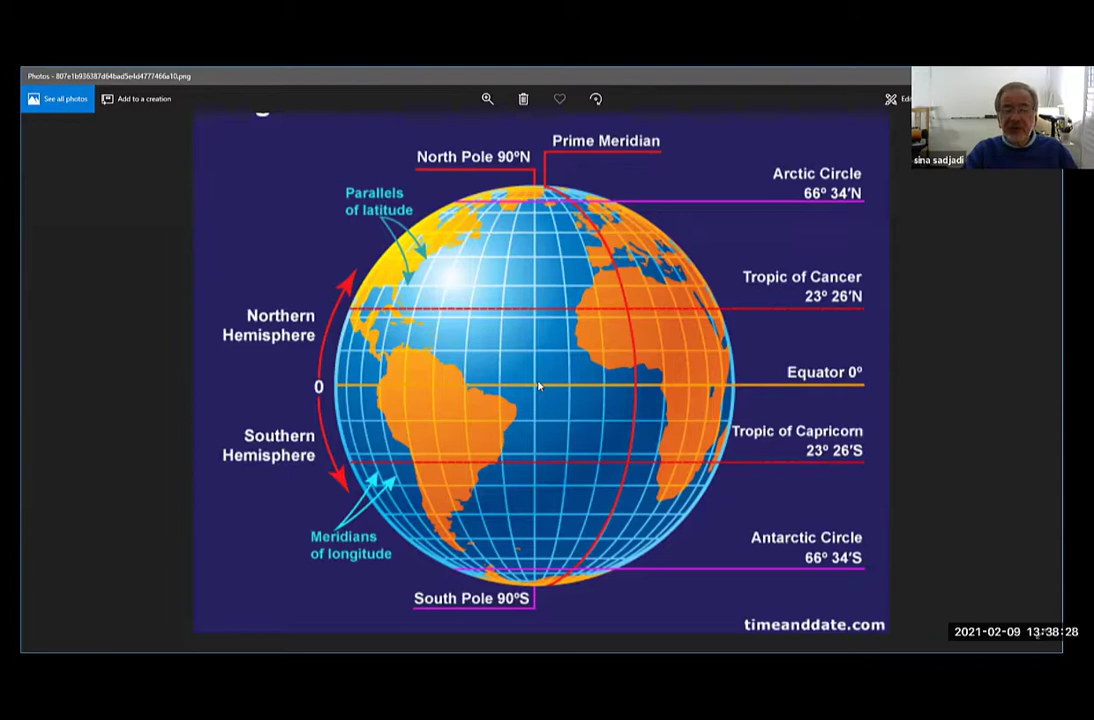 Photos - 807e1b936387d64bad5e4d4777466a10.png
See all photos
Add to a creation
sina sadjadi
Prime Meridian
North Pole 90ºN
Arctic Circle
66º 34'N
Parallels
of latitude
Tropic of Cancer
23º 26'N
Northern
Hemisphere
Equator 0º
0
Tropic of Capricorn
23º 26'S
Southern
Hemisphere
Meridians
of longitude
Antarctic Circle
66º 34'S
South Pole 90ºS
timeanddate.com
2021-02-09 13:38:28